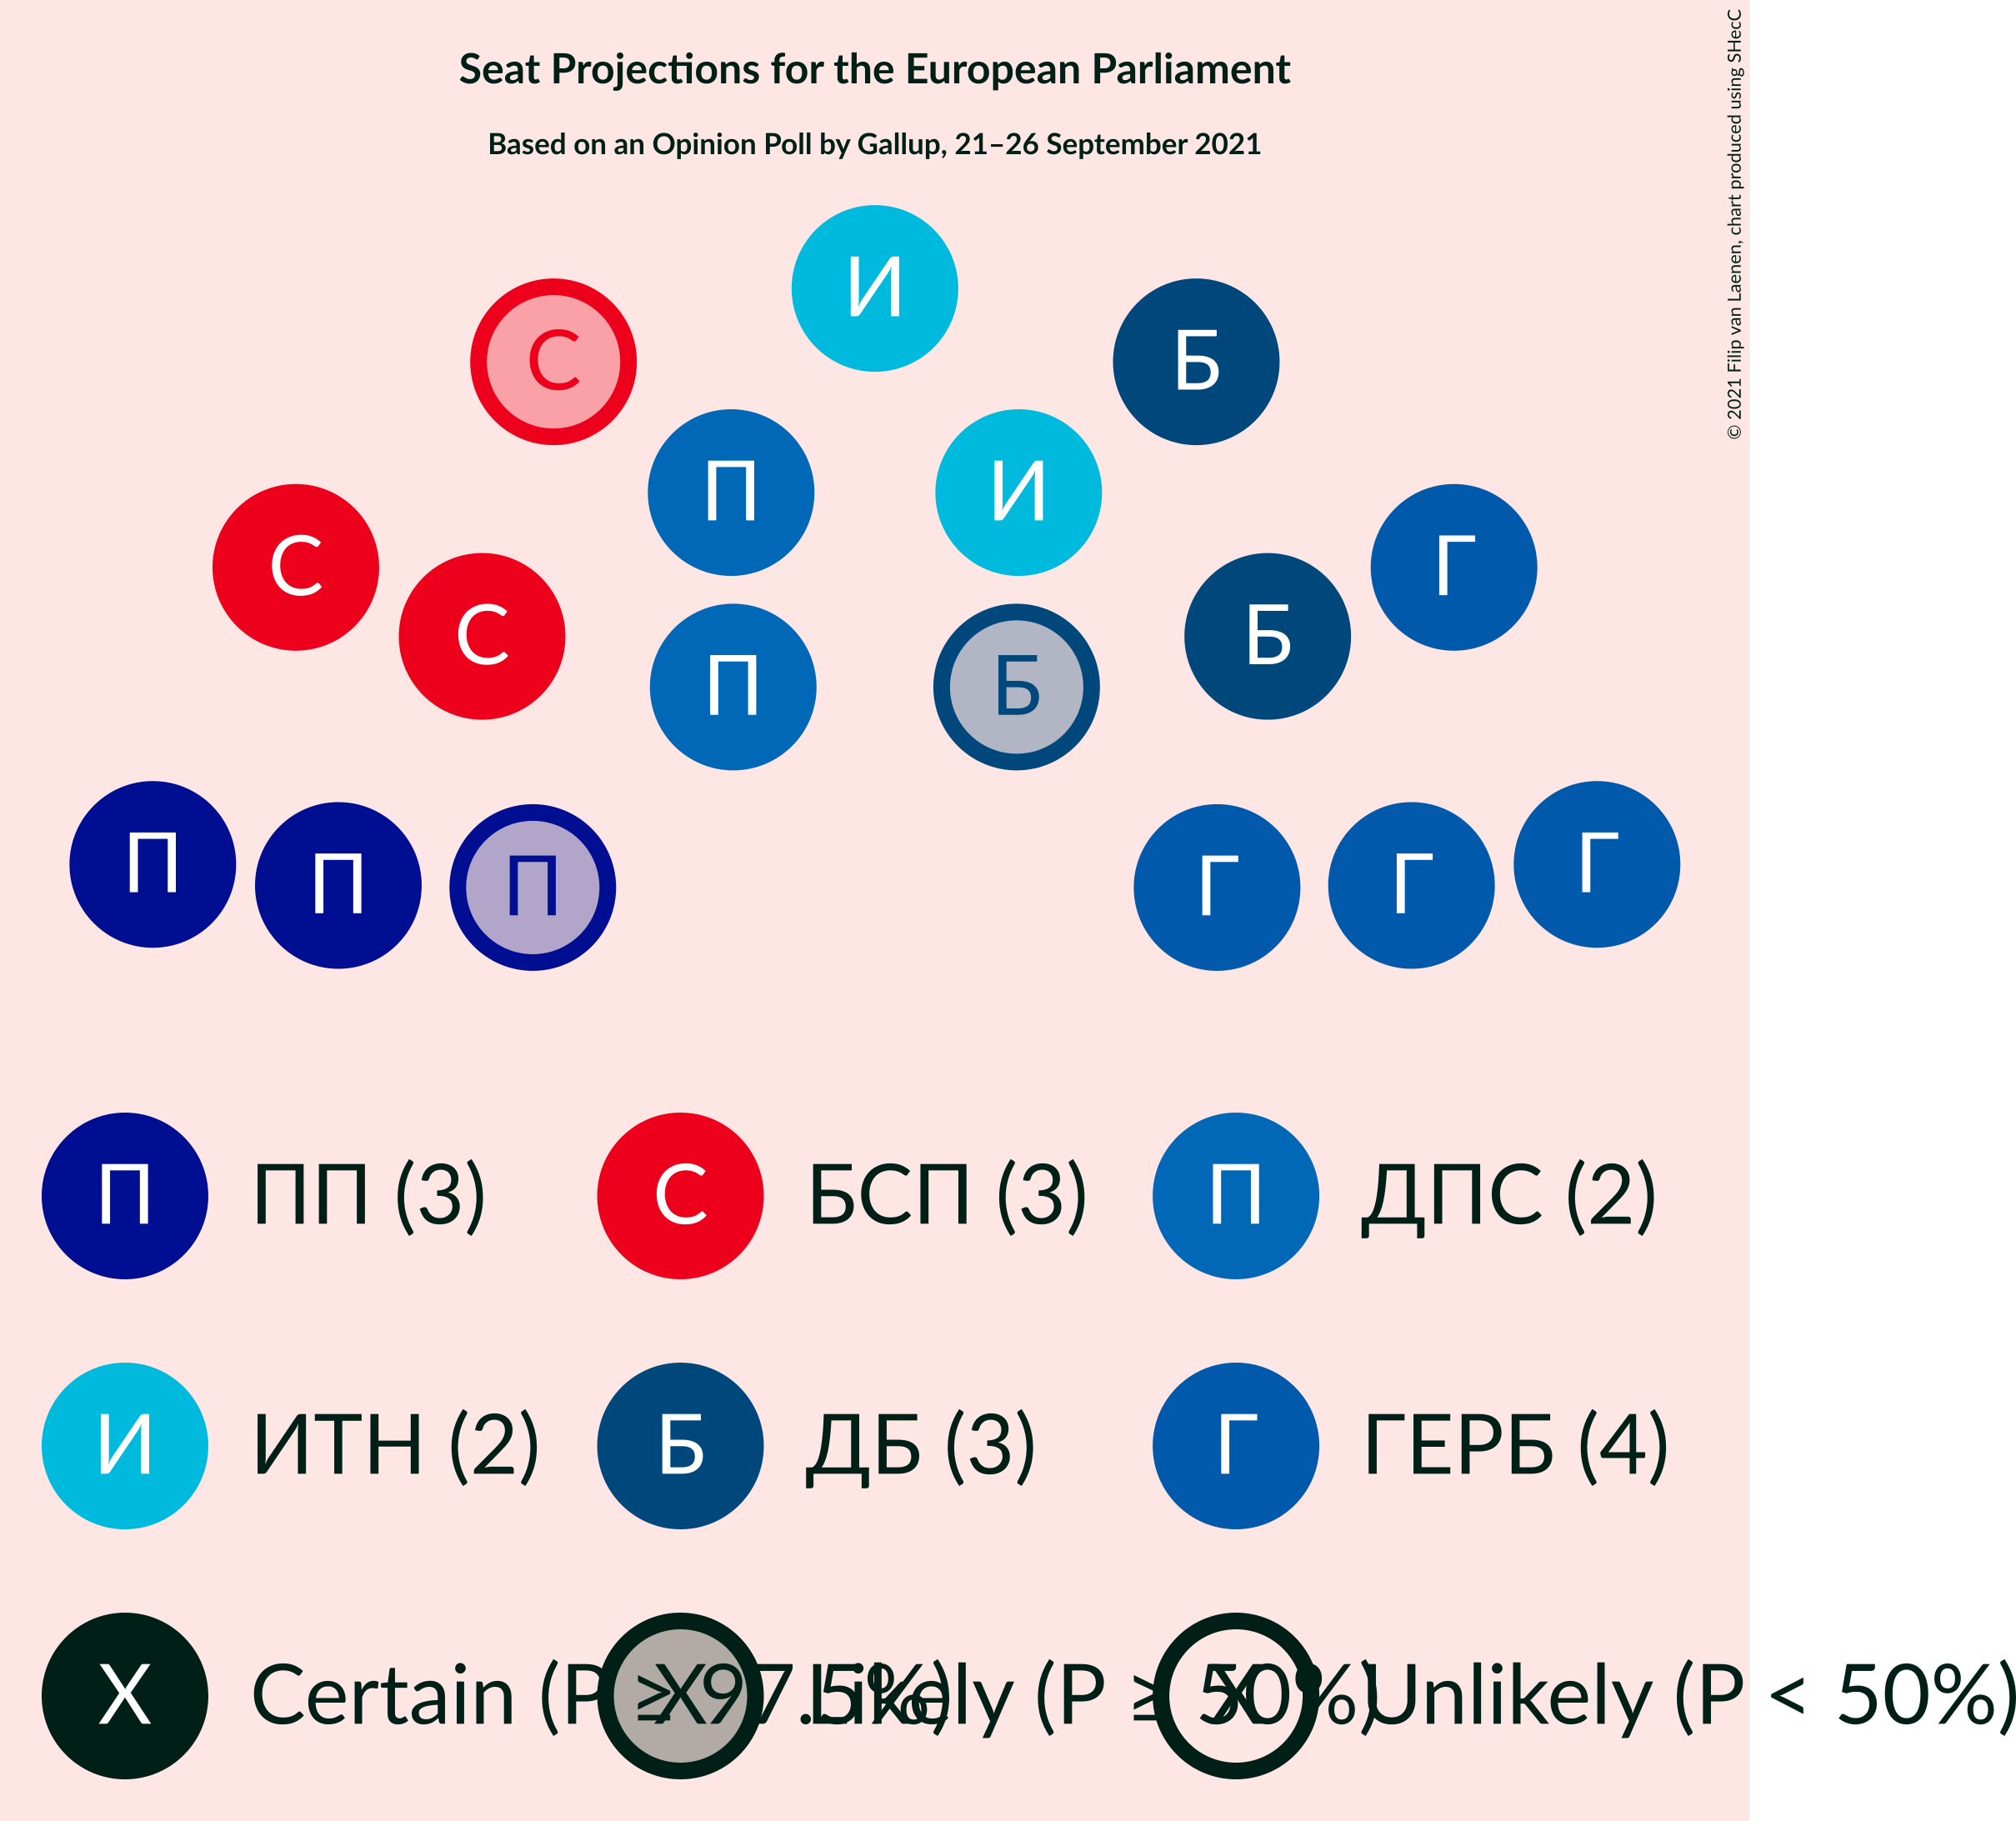 Seat Projections for the European Parliament
Based on an Opinion Poll by Gallup, 21–26 September 2021
© 2021 Filip van Laenen, chart produced using SHecC
И
С
Б
П
И
С
Г
С
Б
П
Б
П
П
П
Г
Г
Г
П ПП (3)
С БСП (3)
П ДПС (2)
И ИТН (2)
Б ДБ (3)
Г ГЕРБ (4)
X Certain (P ≥ 97.5%)
X Likely (P ≥ 50%)
X Unlikely (P < 50%)